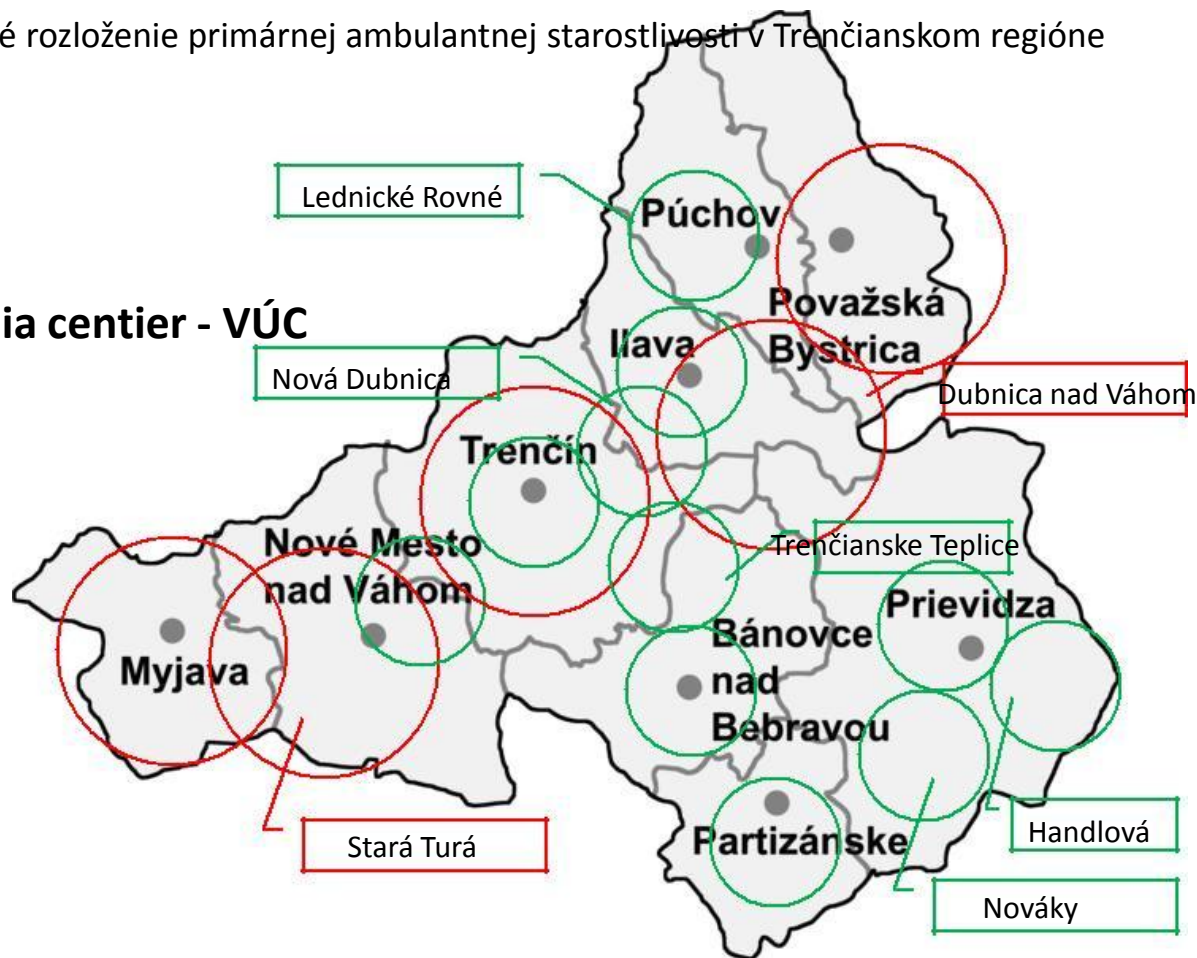 é rozloženie primárnej ambulantnej starostlivosti v Trenčianskom regióne
Lednické Rovné
Púchov
ia centier - VÚC
Považská
Bystrica
Ilava
Nová Dubnica
Dubnica nad Váhom
Trenčín
Nové Mesto
nad Váhom
Trenčianske Teplice
Prievidza
Myjava
Bánovce
nad
Bebravou
Stará Turá
Partizánske
Handlová
Nováky